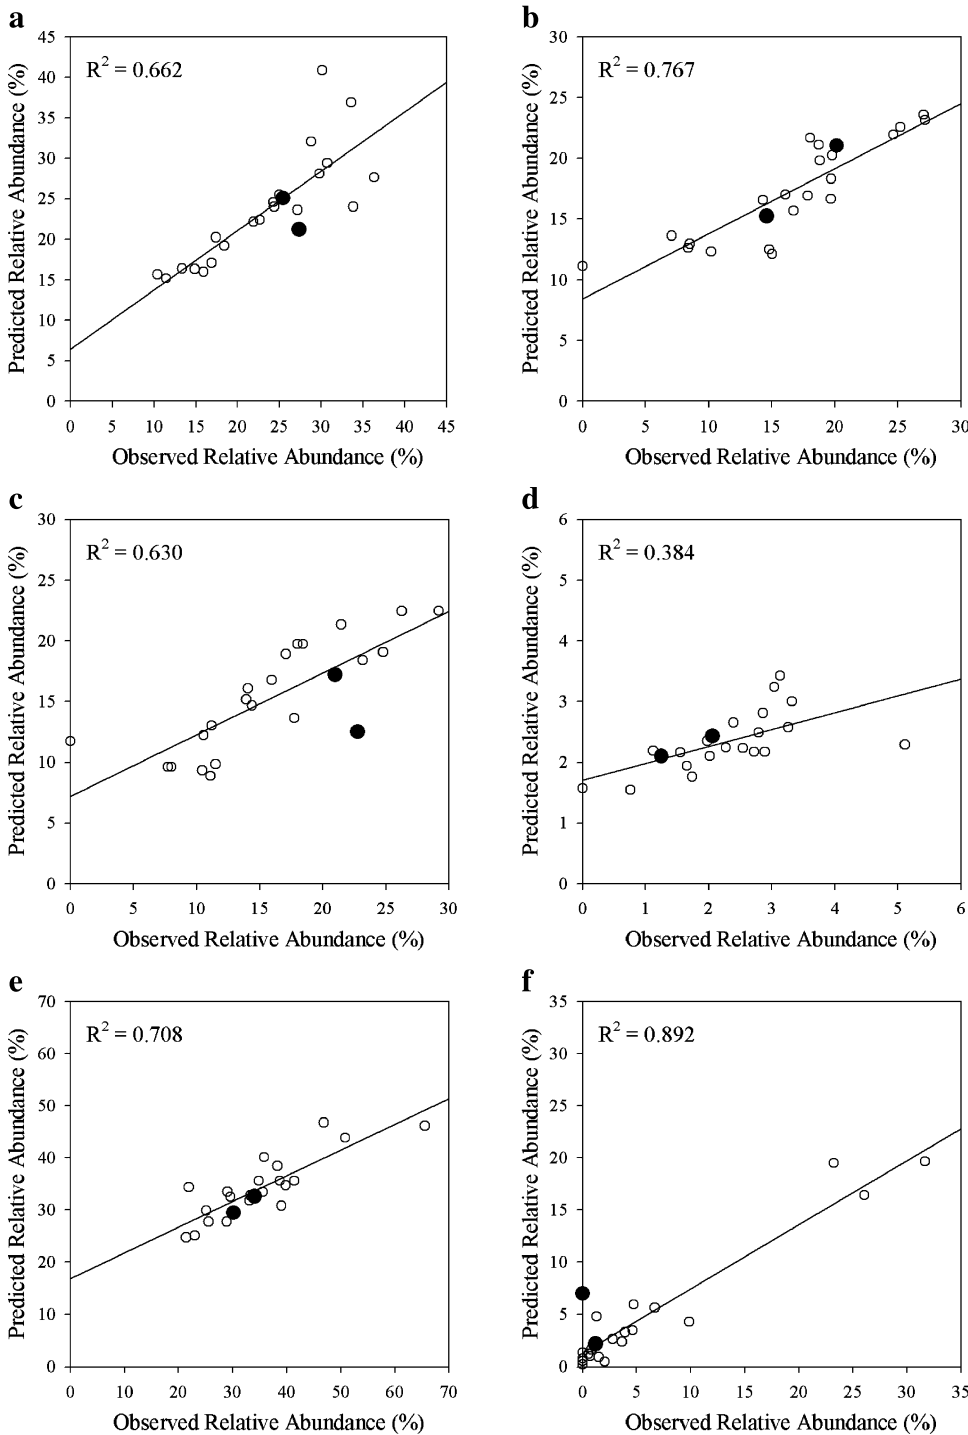 a
b
45
40
35
30
25
20
15
10
5
0
R² = 0.662
Predicted Relative Abundance (%)
0 5 10 15 20 25 30 35 40 45
Observed Relative Abundance (%)
30
25
20
15
10
5
0
R² = 0.767
Predicted Relative Abundance (%)
0 5 10 15 20 25 30
Observed Relative Abundance (%)
c
d
30
25
20
15
10
5
0
R² = 0.630
Predicted Relative Abundance (%)
0 5 10 15 20 25 30
Observed Relative Abundance (%)
6
5
4
3
2
1
0
R² = 0.384
Predicted Relative Abundance (%)
0 1 2 3 4 5 6
Observed Relative Abundance (%)
e
f
70
60
50
40
30
20
10
0
R² = 0.708
Predicted Relative Abundance (%)
0 10 20 30 40 50 60 70
Observed Relative Abundance (%)
35
30
25
20
15
10
5
0
R² = 0.892
Predicted Relative Abundance (%)
0 5 10 15 20 25 30 35
Observed Relative Abundance (%)